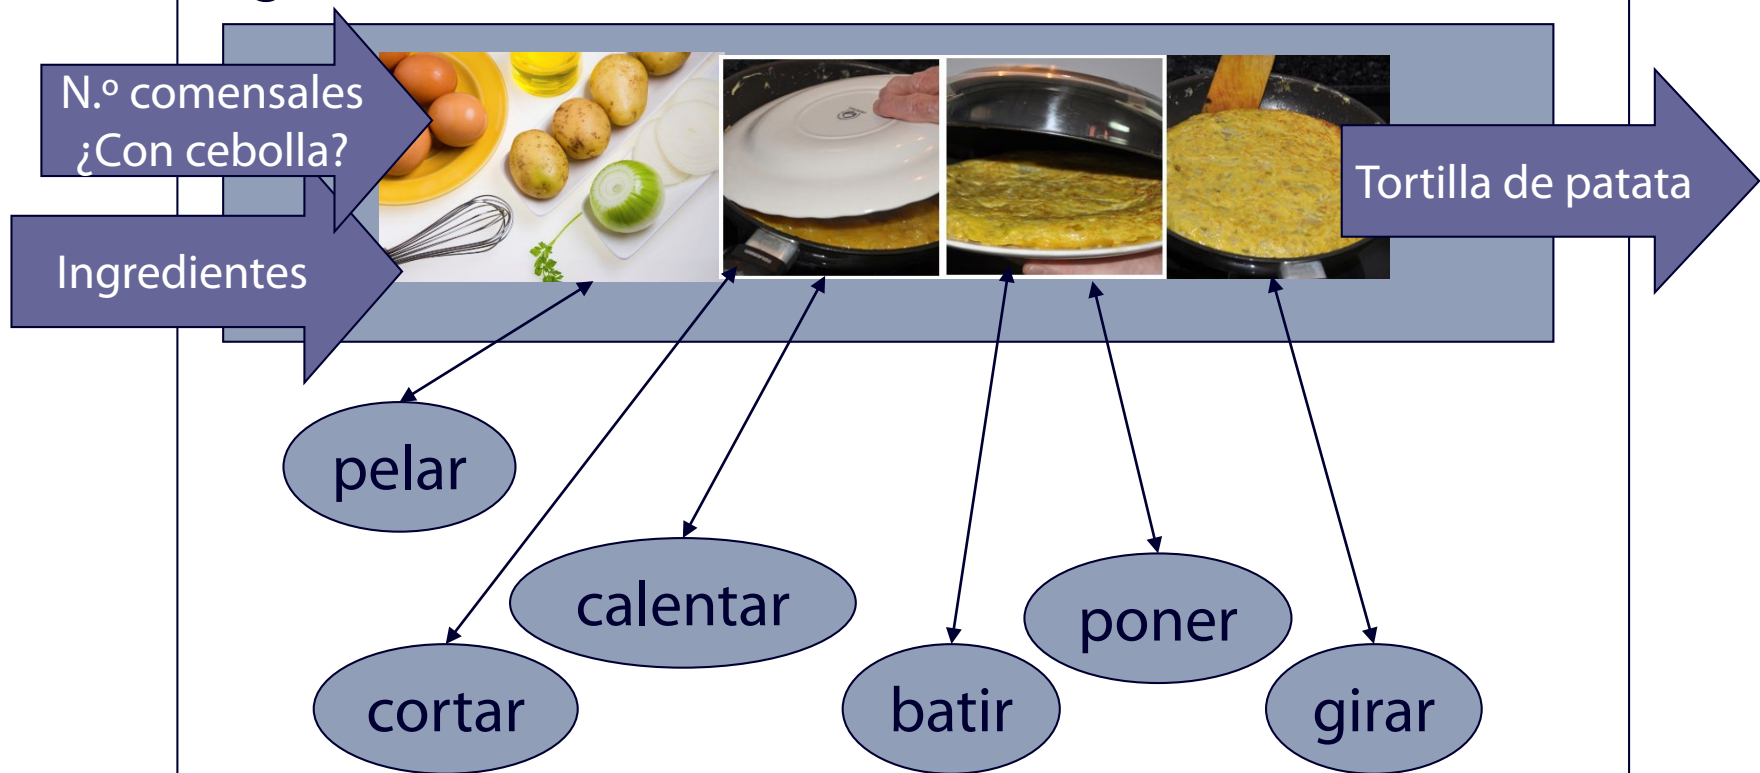 N.º comensales
¿Con cebolla?
Ingredientes
Tortilla de patata
pelar
calentar
poner
cortar
batir
girar